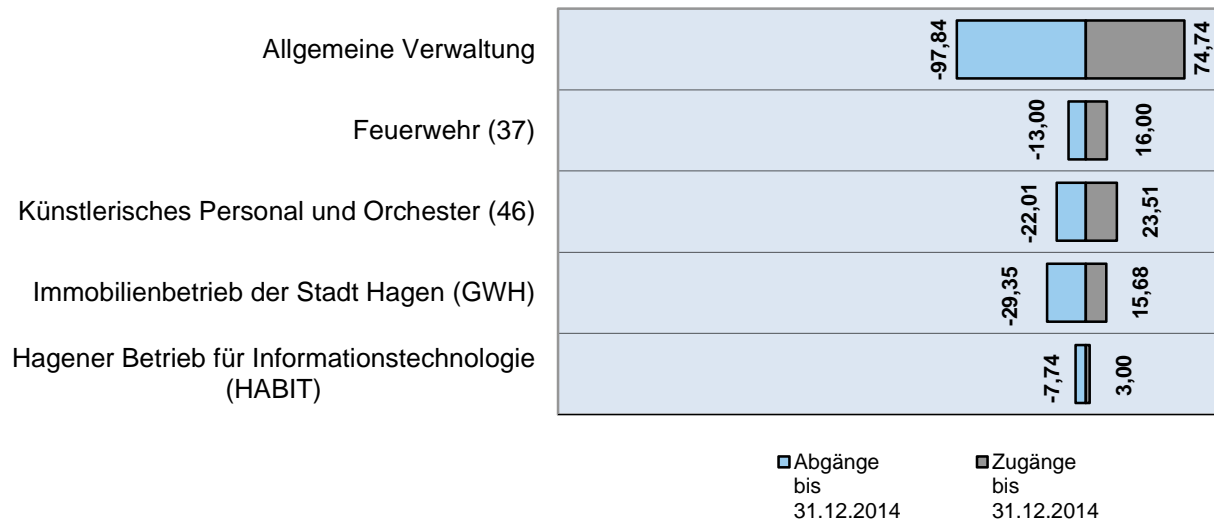 Allgemeine Verwaltung
-97,84
74,74
Feuerwehr (37)
-13,00
16,00
Künstlerisches Personal und Orchester (46)
-22,01
23,51
Immobilienbetrieb der Stadt Hagen (GWH)
-29,35
15,68
Hagener Betrieb für Informationstechnologie
(HABIT)
-7,74
3,00
Abgänge
bis
31.12.2014
Zugänge
bis
31.12.2014